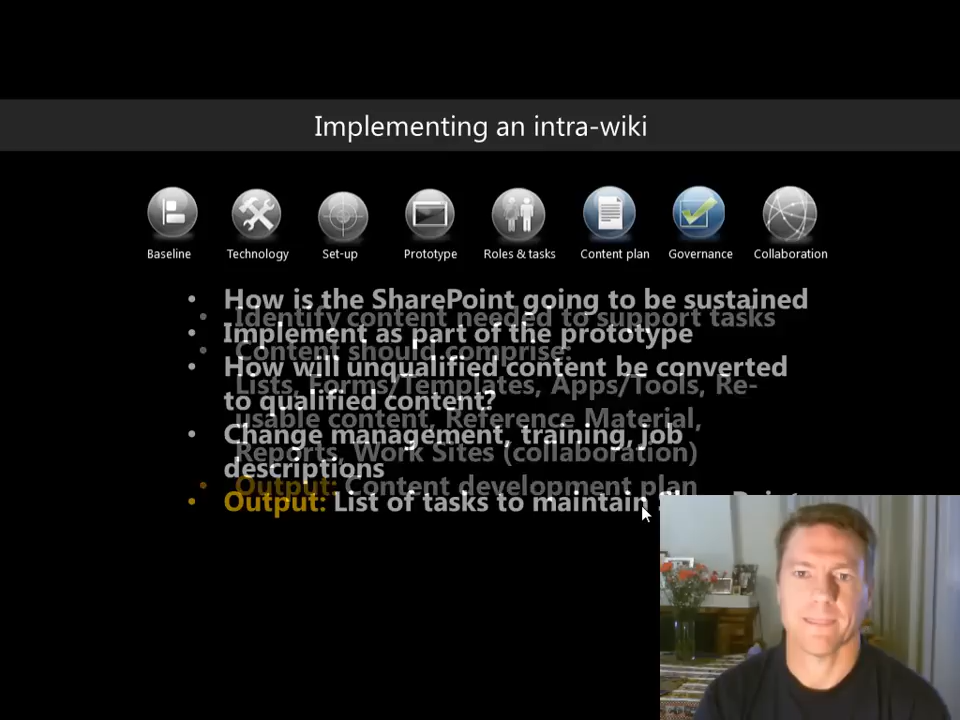 Implementing an intra-wiki
Baseline Technology Set-up Prototype Roles & tasks Content plan Governance Collaboration
• How is the SharePoint going to be sustained
• Implement as part of the prototype
• How will unqualified content be converted
to qualified content?
• Change management, training, job
descriptions
• Output: List of tasks to maintain
• Identify content needed to support tasks
• Content should comprise:
Lists, Forms/Templates, Apps/Tools, Re-
usable content, Reference Material,
Reports, Work Sites (collaboration)
• Output: Content development plan